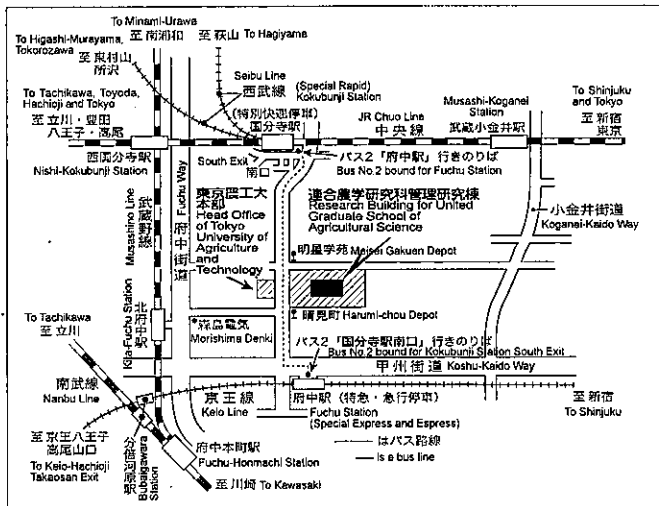 To Minami-Urawa
至南浦和
至萩山 To Hagiyama
To Higashi-Murayama,
Tokorozawa
至東村山
所沢
Seibu Line
西武線
(Special Rapid)
Kokubunji Station
(特別快速停車)
国分寺駅
To Tachikawa, Toyoda,
Hachioji and Tokyo
至立川・豊田
八王子・高尾
JR Chuo Line
中央線
Musashi-Koganei
Station
武蔵小金井駅
To Shinjuku
and Tokyo
至新宿
東京
西国分寺駅
Nishi-Kokubunji Station
South Exit
南口
バス2「府中駅」行きのりば
Bus No.2 bound for Fuchu Station
武蔵野線
Musashino Line
Fuchu Way
府中街道
東京農工大
本部
Head Office
of Tokyo
University of
Agriculture
and
Technology
連合農学研究科管理研究棟
Research Building for United
Graduate School of
Agricultural Science
小金井街道
Koganei-Kaido Way
明星学苑 Meisei Gakuen Depot
晴見町 Harumi-chou Depot
北府中駅
Kita-Fuchu Station
森島電気
Morishima Denki
バス2「国分寺駅南口」行きのりば
Bus No.2 bound for Kokubunji Station South Exit
甲州街道 Koshu-Kaido Way
To Tachikawa
至立川
南武線
Nanbu Line
京王線
Keio Line
府中駅(特急・急行停車)
Fuchu Station
(Special Express and Espress)
至新宿
To Shinjuku
至京王八王子
高尾山口
To Keio-Hachioji
Takaosan Exit
分倍河原駅
Bubaigawara
Station
府中本町駅
Fuchu-Honmachi Station
至川崎 To Kawasaki
はバス路線
is a bus line